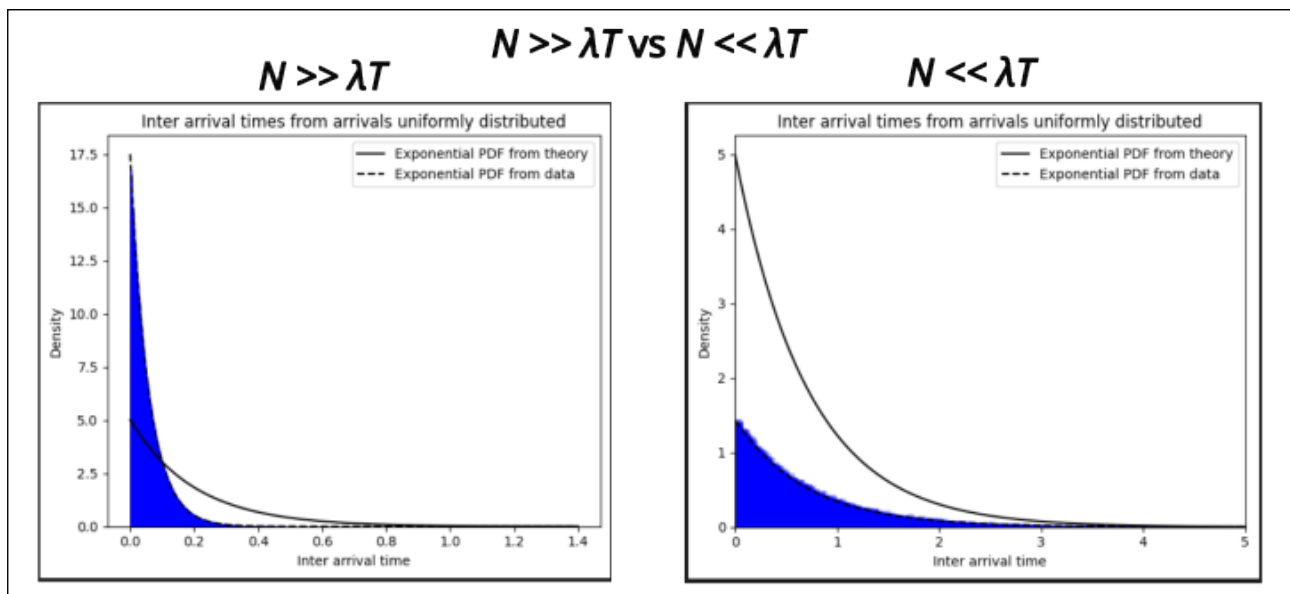 N >> λT vs N << λT
N >> λT
N << λT
Inter arrival times from arrivals uniformly distributed
Exponential PDF from theory
Exponential PDF from data
17.5
15.0
12.5
10.0
7.5
5.0
2.5
0.0
Density
0.0 0.2 0.4 0.6 0.8 1.0 1.2 1.4
Inter arrival time
Inter arrival times from arrivals uniformly distributed
Exponential PDF from theory
Exponential PDF from data
5
4
3
2
1
0
Density
0 1 2 3 4 5
Inter arrival time